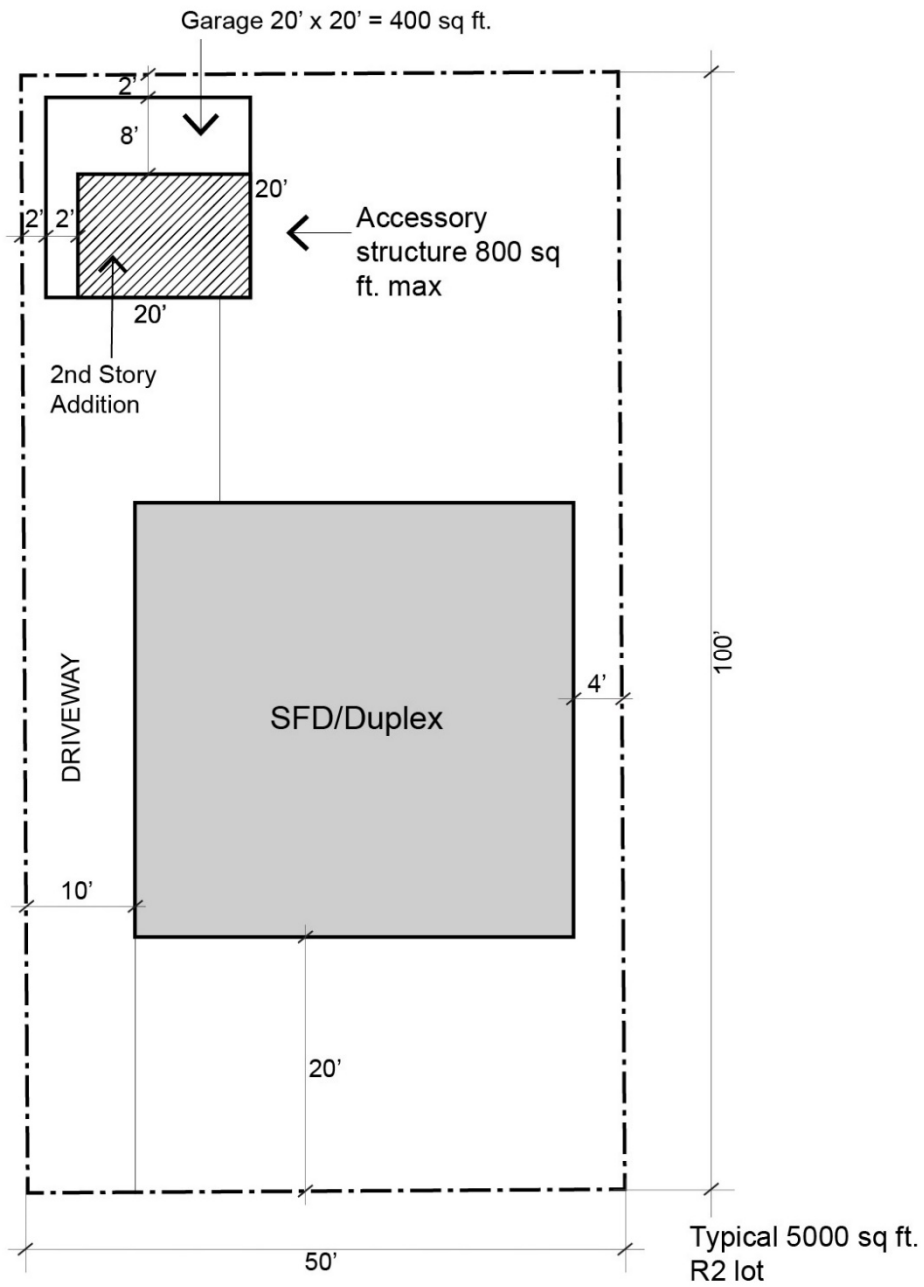 Garage 20' x 20' = 400 sq ft.
2'
8'
20'
2'
2'
Accessory
structure 800 sq
ft. max
20'
2nd Story
Addition
100'
DRIVEWAY
SFD/Duplex
4'
10'
20'
50'
Typical 5000 sq ft.
R2 lot